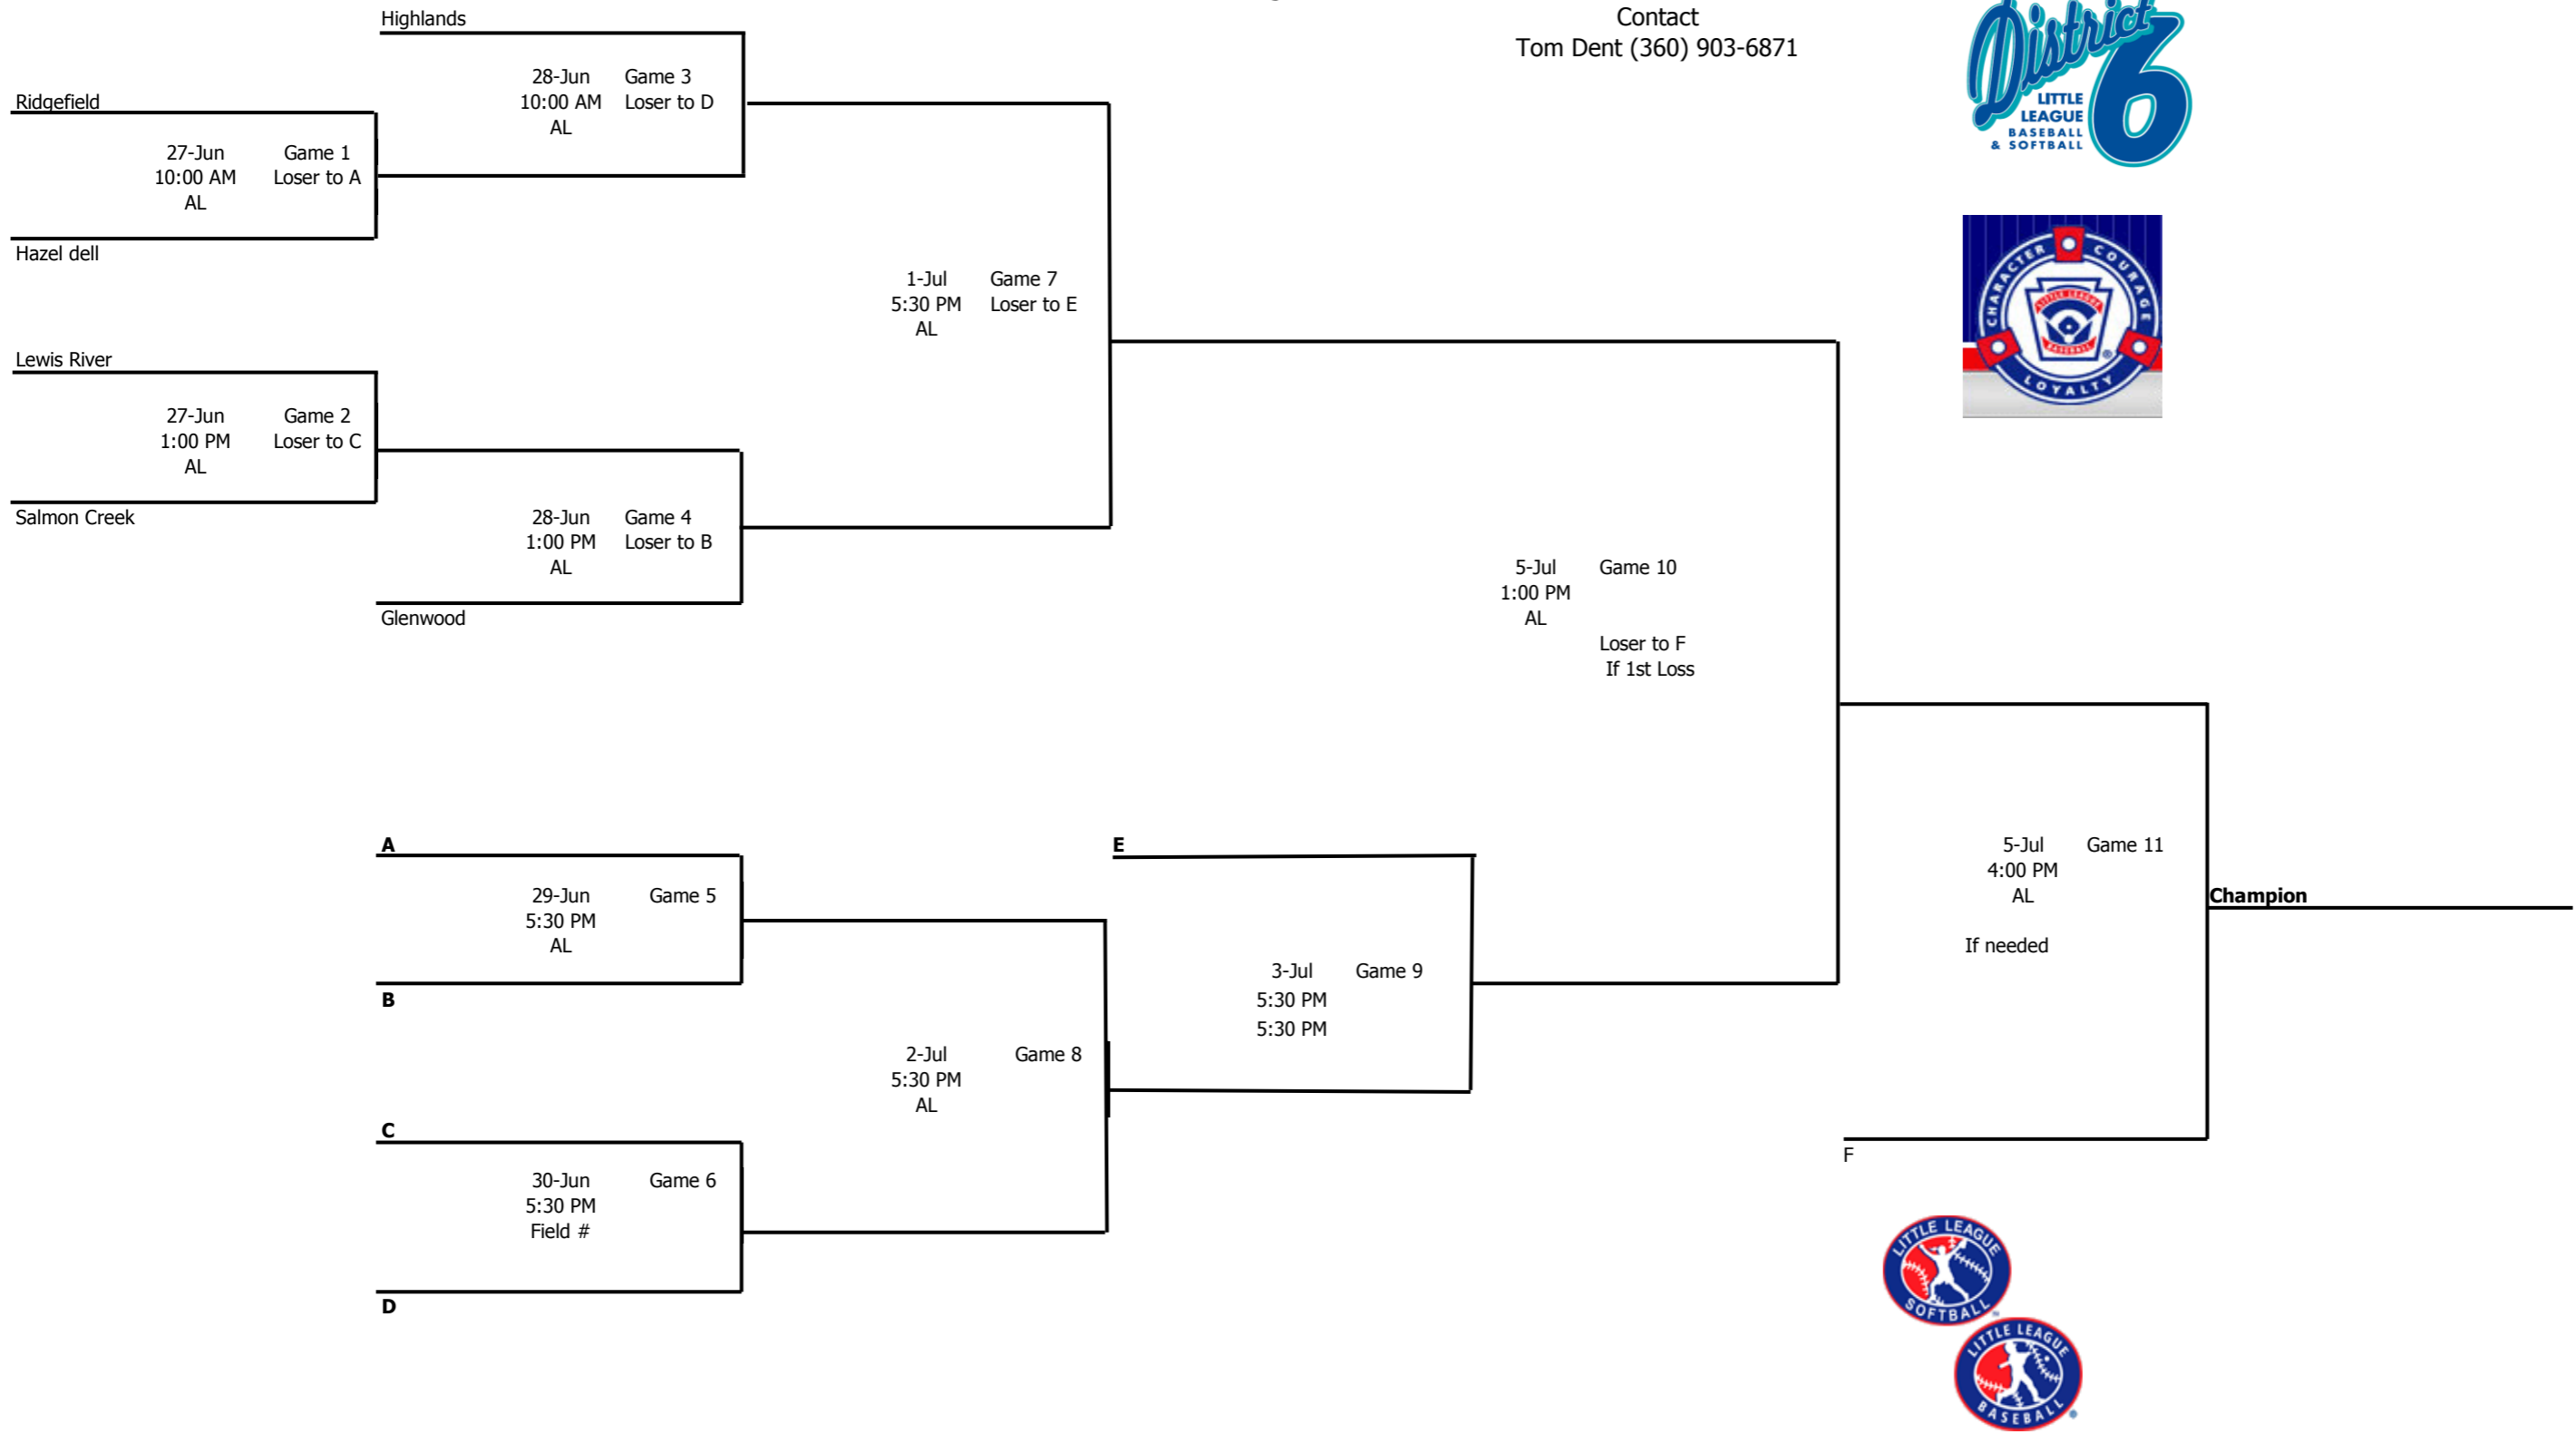 Highlands
Contact
Tom Dent (360) 903-6871
District 6
LITTLE
LEAGUE
BASEBALL
& SOFTBALL
28-Jun Game 3
10:00 AM Loser to D
AL
Ridgefield
27-Jun Game 1
10:00 AM Loser to A
AL
Hazel dell
CHARACTER COURAGE
LITTLE LEAGUE
BASEBALL
®
LOYALTY
1-Jul Game 7
5:30 PM Loser to E
AL
Lewis River
27-Jun Game 2
1:00 PM Loser to C
AL
Salmon Creek
28-Jun Game 4
1:00 PM Loser to B
AL
Glenwood
5-Jul Game 10
1:00 PM
AL
Loser to F
If 1st Loss
A
29-Jun Game 5
5:30 PM
AL
B
E
3-Jul Game 9
5:30 PM
5:30 PM
5-Jul Game 11
4:00 PM
AL
If needed
Champion
2-Jul Game 8
5:30 PM
AL
C
30-Jun Game 6
5:30 PM
Field #
D
F
LITTLE LEAGUE
SOFTBALL
LITTLE LEAGUE
BASEBALL